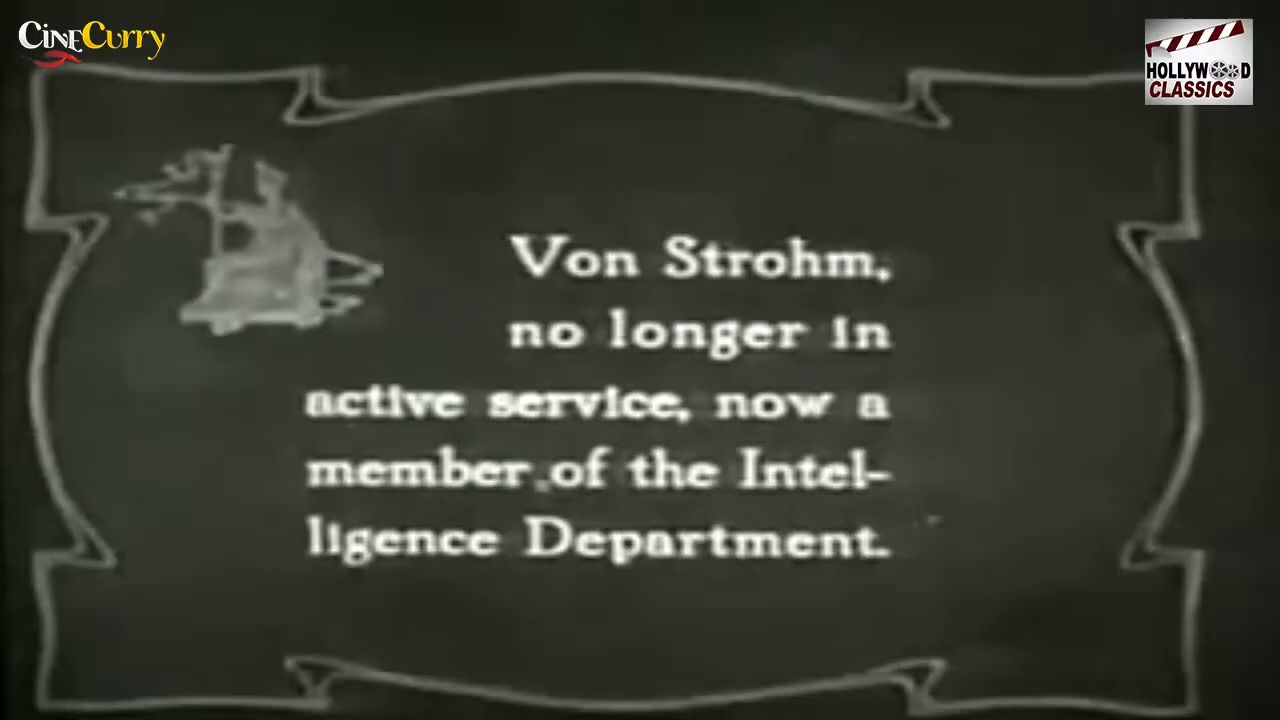 CINECURRY
HOLLYWOOD
CLASSICS
Von Strohm,
no longer in
active service, now a
member of the Intel-
ligence Department.